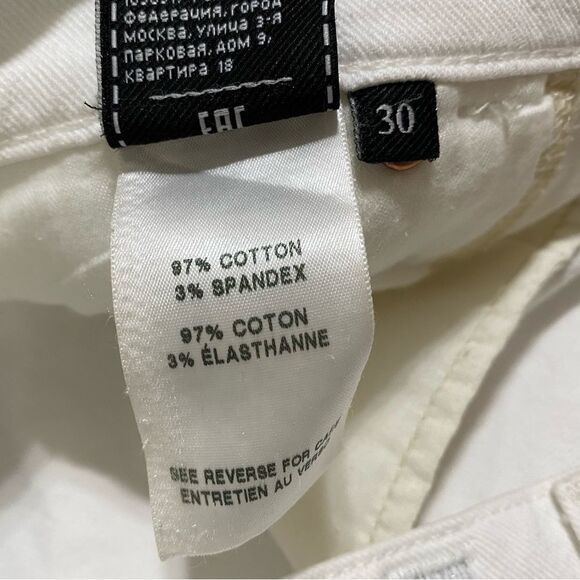 ФЕДЕРАЦИЯ, ГОРОД
МОСКВА, УЛИЦА 3-Я
ПАРКОВАЯ, ДОМ 9,
КВАРТИРА 18
EAC
30
97% COTTON
3% SPANDEX
97% COTON
3% ÉLASTHANNE
SEE REVERSE FOR CARE
ENTRETIEN AU VERSO